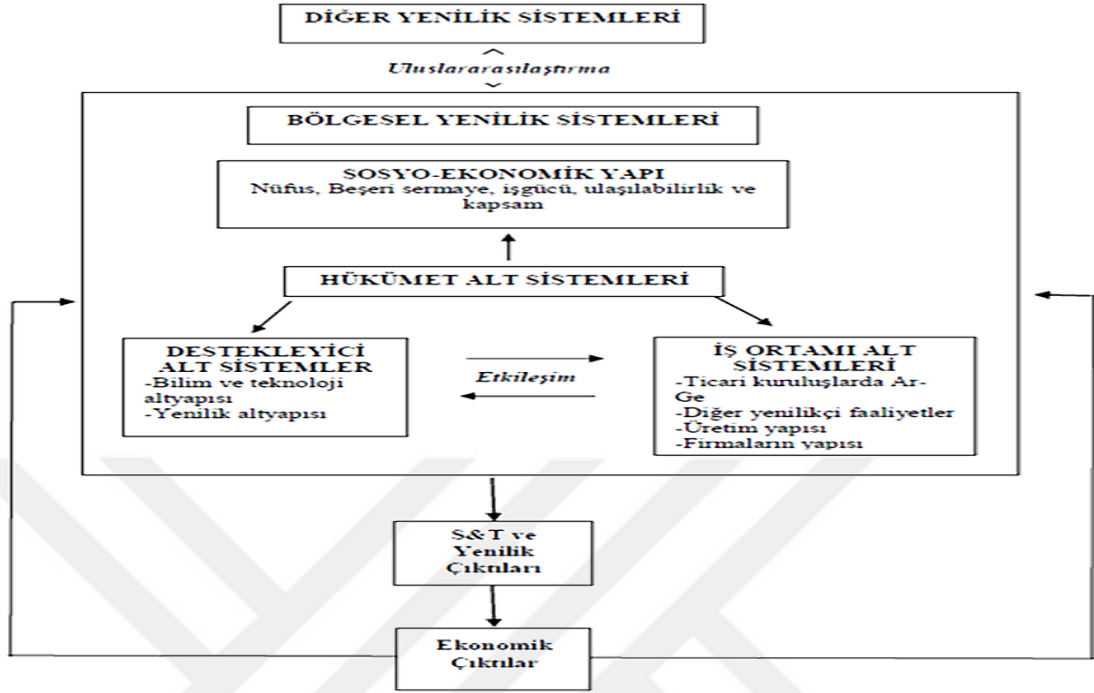 DİĞER YENİLİK SİSTEMLERİ
Uluslararasılaştırma
BÖLGESEL YENİLİK SİSTEMLERİ
SOSYO-EKONOMİK YAPI
Nüfus, Beşeri sermaye, işgücü, ulaşılabilirlik ve
kapsam
HÜKÜMET ALT SİSTEMLERİ
DESTEKLEYİCİ
ALT SİSTEMLER
-Bilim ve teknoloji
altyapısı
-Yenilik altyapısı
Etkileşim
İŞ ORTAMI ALT
SİSTEMLERİ
-Ticari kuruluşlarda Ar-
Ge
-Diğer yenilikçi faaliyetler
-Üretim yapısı
-Firmaların yapısı
S&T ve
Yenilik
Çıktıları
Ekonomik
Çıktılar